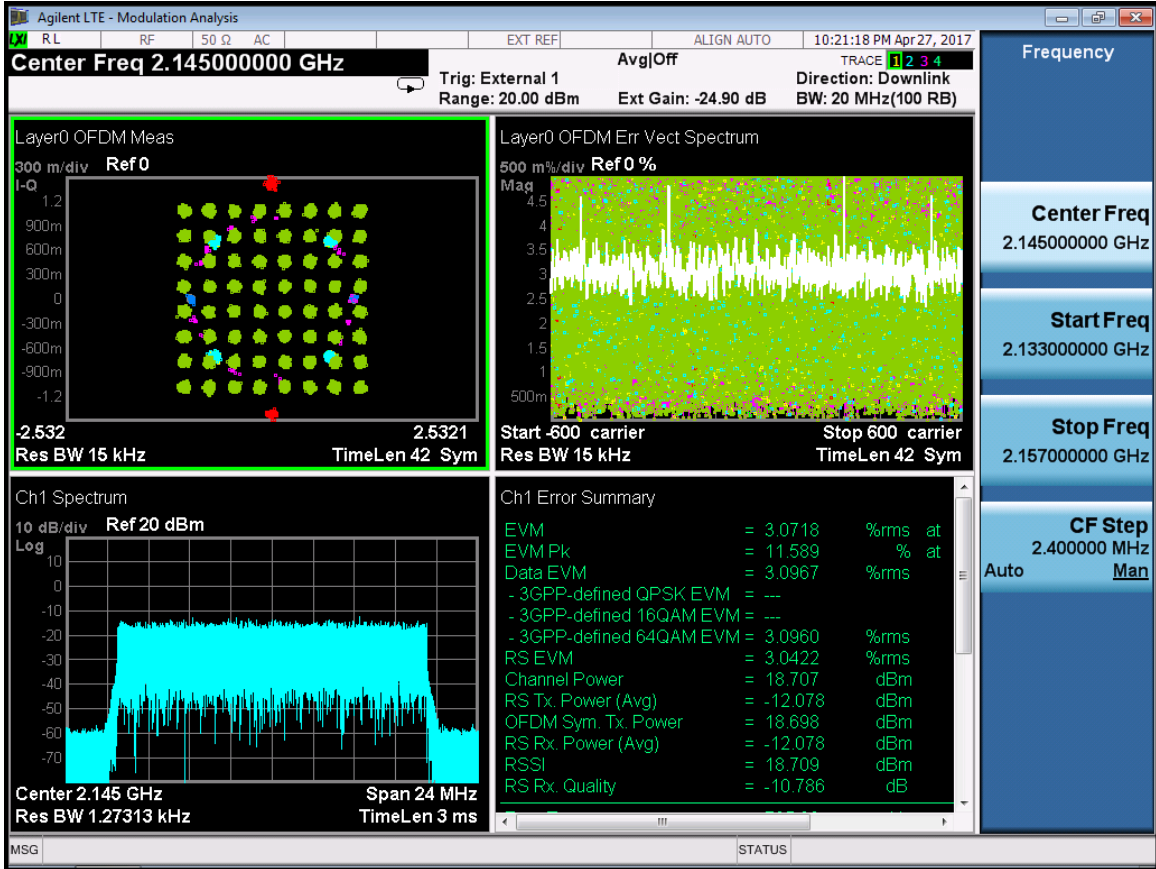 Agilent LTE - Modulation Analysis
LXI RL RF 50 Ω AC EXT REF ALIGN AUTO 10:21:18 PM Apr 27, 2017
Center Freq 2.145000000 GHz
Avg|Off
TRACE 1 2 3 4
Trig: External 1
Direction: Downlink
Range: 20.00 dBm
Ext Gain: -24.90 dB
BW: 20 MHz(100 RB)
Layer0 OFDM Meas
300 m/div Ref 0
I-Q
1.2
900m
600m
300m
0
-300m
-600m
-900m
-1.2
-2.532 2.5321
Res BW 15 kHz TimeLen 42 Sym
Layer0 OFDM Err Vect Spectrum
500 m%/div Ref 0 %
Mag
4.5
4
3.5
3
2.5
2
1.5
1
500m
Start -600 carrier Stop 600 carrier
Res BW 15 kHz TimeLen 42 Sym
Ch1 Spectrum
10 dB/div Ref 20 dBm
Log
10
0
-10
-20
-30
-40
-50
-60
-70
Center 2.145 GHz Span 24 MHz
Res BW 1.27313 kHz TimeLen 3 ms
Ch1 Error Summary
EVM = 3.0718 %rms at
EVM Pk = 11.589 % at
Data EVM = 3.0967 %rms
- 3GPP-defined QPSK EVM = ---
- 3GPP-defined 16QAM EVM = ---
- 3GPP-defined 64QAM EVM = 3.0960 %rms
RS EVM = 3.0422 %rms
Channel Power = 18.707 dBm
RS Tx. Power (Avg) = -12.078 dBm
OFDM Sym. Tx. Power = 18.698 dBm
RS Rx. Power (Avg) = -12.078 dBm
RSSI = 18.709 dBm
RS Rx. Quality = -10.786 dB
Frequency
Center Freq
2.145000000 GHz
Start Freq
2.133000000 GHz
Stop Freq
2.157000000 GHz
CF Step
2.400000 MHz
Auto Man
MSG STATUS